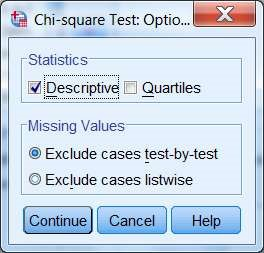 Chi-square Test: Optio...
Statistics
Descriptive Quartiles
Missing Values
Exclude cases test-by-test
Exclude cases listwise
Continue Cancel Help